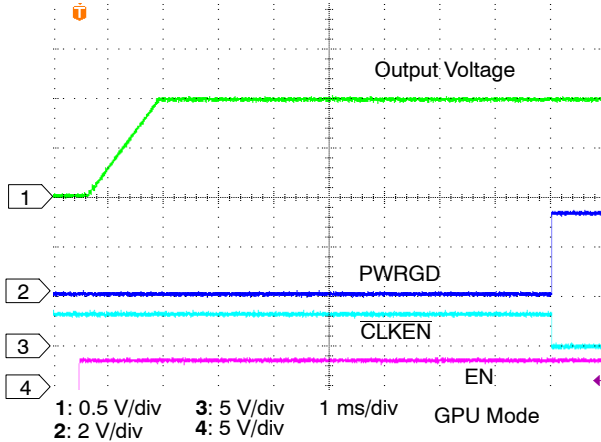 T
Output Voltage
1
PWRGD
2
CLKEN
3
EN
4
1: 0.5 V/div 3: 5 V/div 1 ms/div GPU Mode
2: 2 V/div 4: 5 V/div